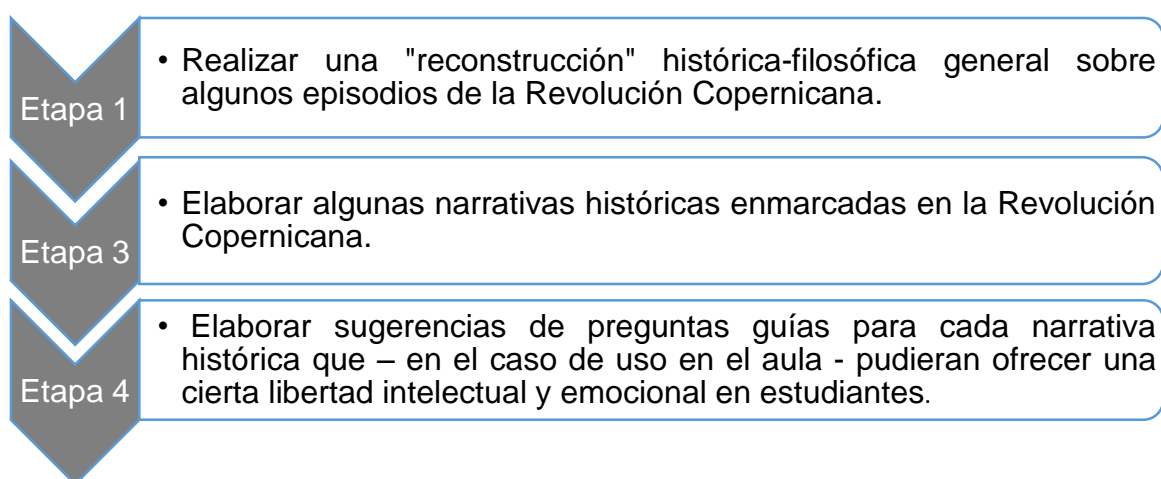 Etapa 1
• Realizar una "reconstrucción" histórica-filosófica general sobre
algunos episodios de la Revolución Copernicana.
Etapa 3
• Elaborar algunas narrativas históricas enmarcadas en la Revolución
Copernicana.
Etapa 4
• Elaborar sugerencias de preguntas guías para cada narrativa
histórica que – en el caso de uso en el aula - pudieran ofrecer una
cierta libertad intelectual y emocional en estudiantes.